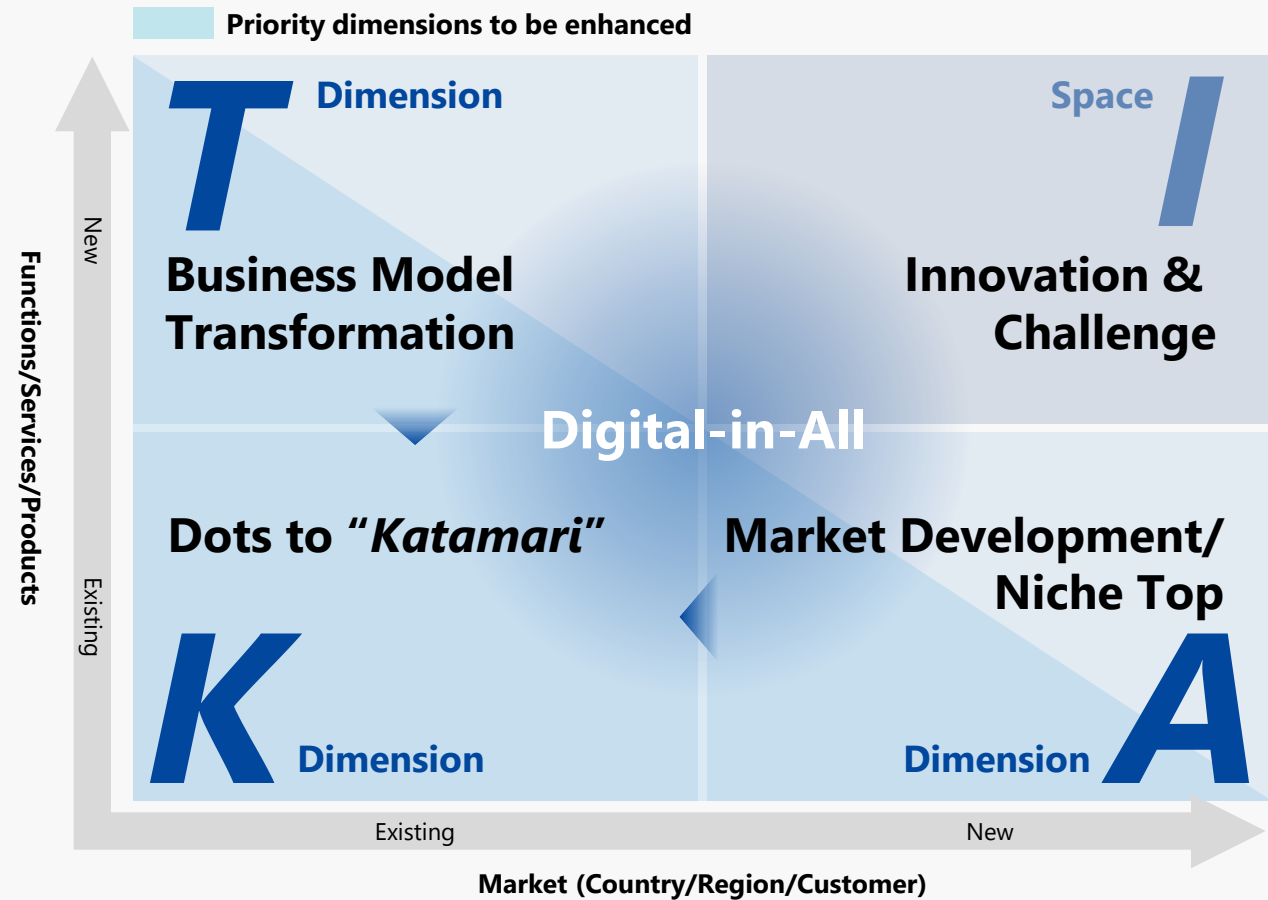 Priority dimensions to be enhanced
T Dimension
Space I
Business Model
Transformation
Innovation &
Challenge
Digital-in-All
Dots to “Katamari”
Market Development/
Niche Top
K Dimension
Dimension A
New
Existing
Functions/Services/Products
Existing
New
Market (Country/Region/Customer)